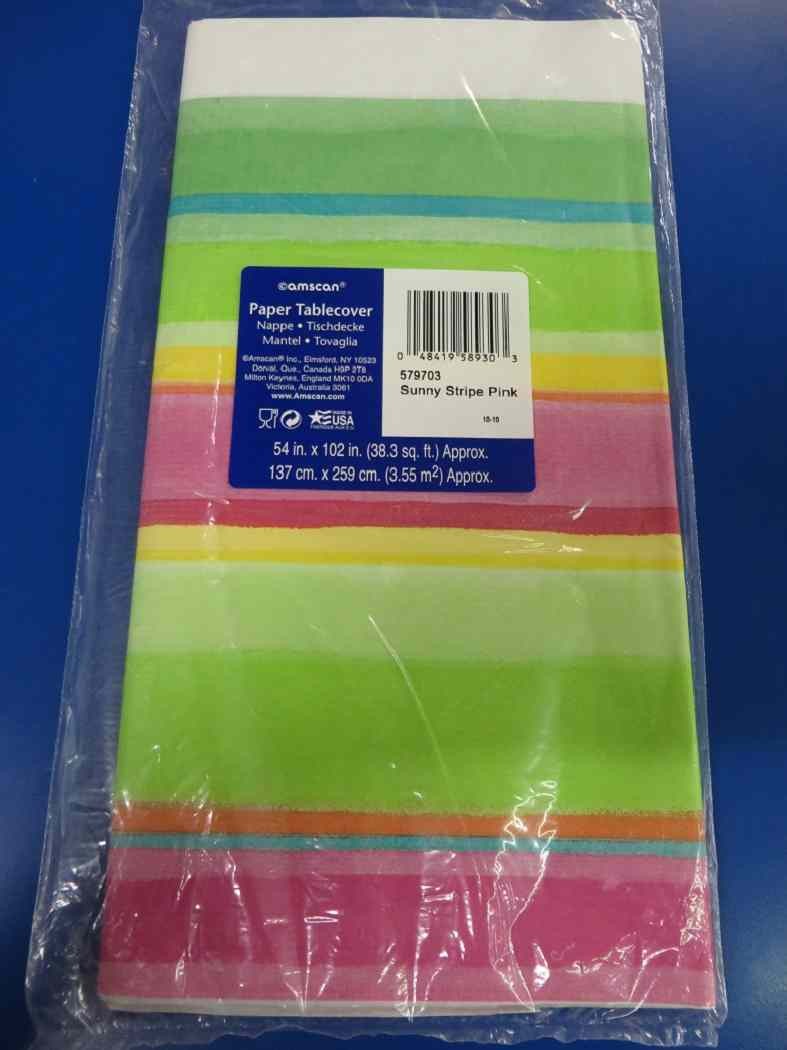 ©amscan®
Paper Tablecover
Nappe • Tischdecke
Mantel • Tovaglia
©Amscan® Inc., Elmsford, NY 10523
Dorval, Que., Canada H9P 2T8
Milton Keynes, England MK10 0DA
Victoria, Australia 3061
www.Amscan.com
MADE IN
USA
54 in. x 102 in. (38.3 sq. ft.) Approx.
137 cm. x 259 cm. (3.55 m²) Approx.
0 48419 58930 3
579703
Sunny Stripe Pink